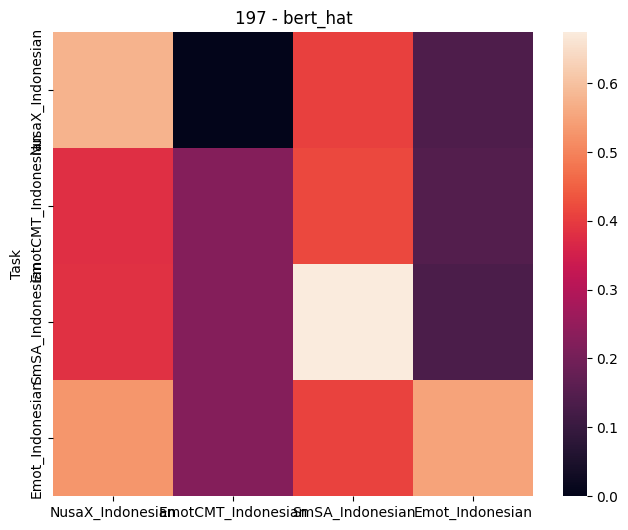 197 - bert_hat
Task
NusaX_Indonesian
EmotCMT_Indonesian
SmSA_Indonesian
Emot_Indonesian
NusaX_Indonesian EmotCMT_Indonesian SmSA_Indonesian Emot_Indonesian
0.6
0.5
0.4
0.3
0.2
0.1
0.0